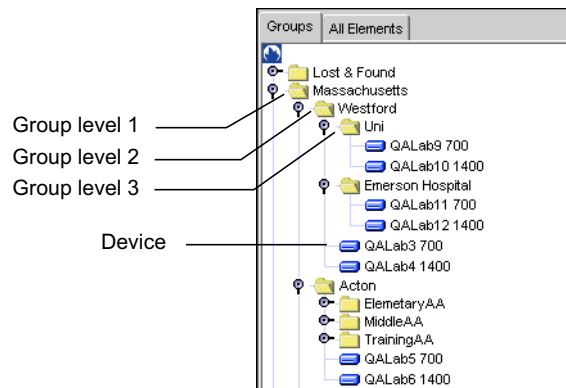 Groups
All Elements
Lost & Found
Massachusetts
Group level 1
Westford
Group level 2
Uni
QALab9 700
QALab10 1400
Group level 3
Emerson Hospital
QALab11 700
QALab12 1400
Device
QALab3 700
QALab4 1400
Acton
ElemetaryAA
MiddleAA
TrainingAA
QALab5 700
QALab6 1400